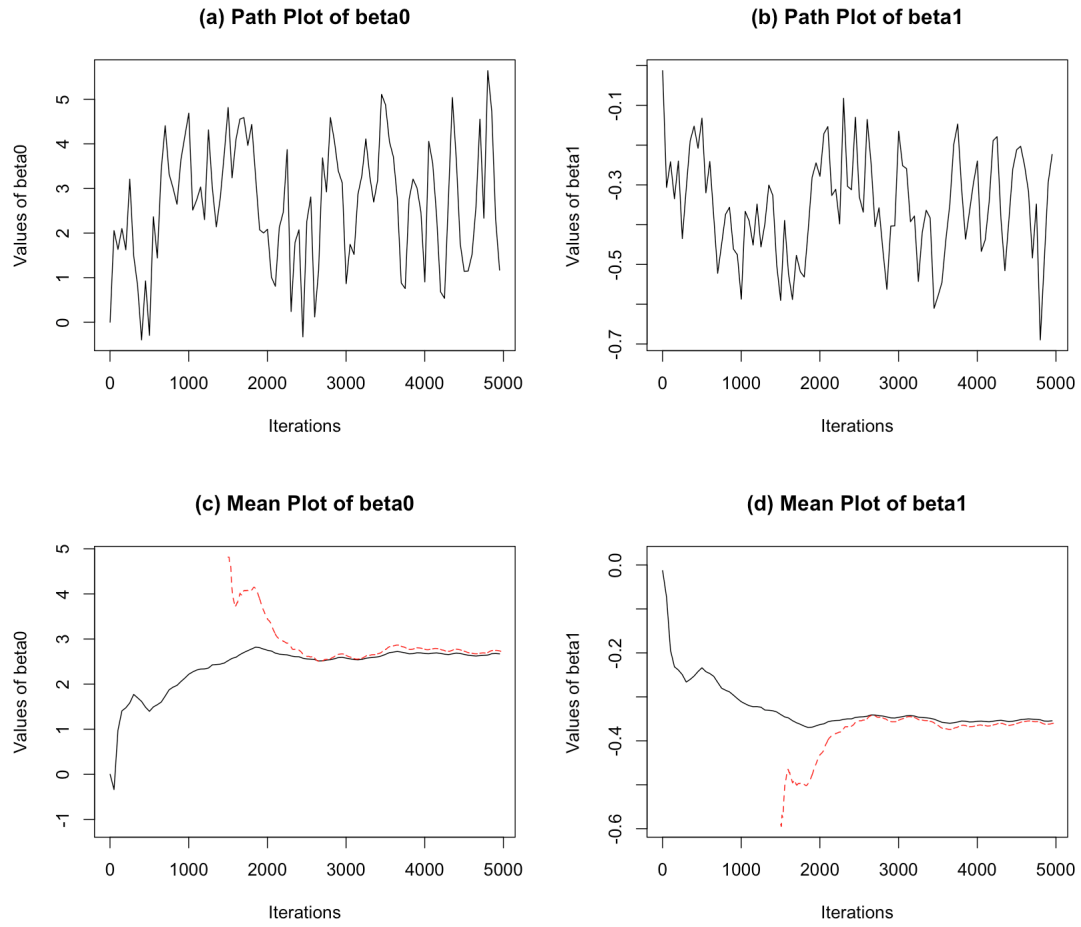 (a) Path Plot of beta0
Values of beta0
5
4
3
2
1
0
0 1000 2000 3000 4000 5000
Iterations
(b) Path Plot of beta1
Values of beta1
-0.1
-0.3
-0.5
-0.7
0 1000 2000 3000 4000 5000
Iterations
(c) Mean Plot of beta0
Values of beta0
5
4
3
2
1
0
-1
0 1000 2000 3000 4000 5000
Iterations
(d) Mean Plot of beta1
Values of beta1
0.0
-0.2
-0.4
-0.6
0 1000 2000 3000 4000 5000
Iterations